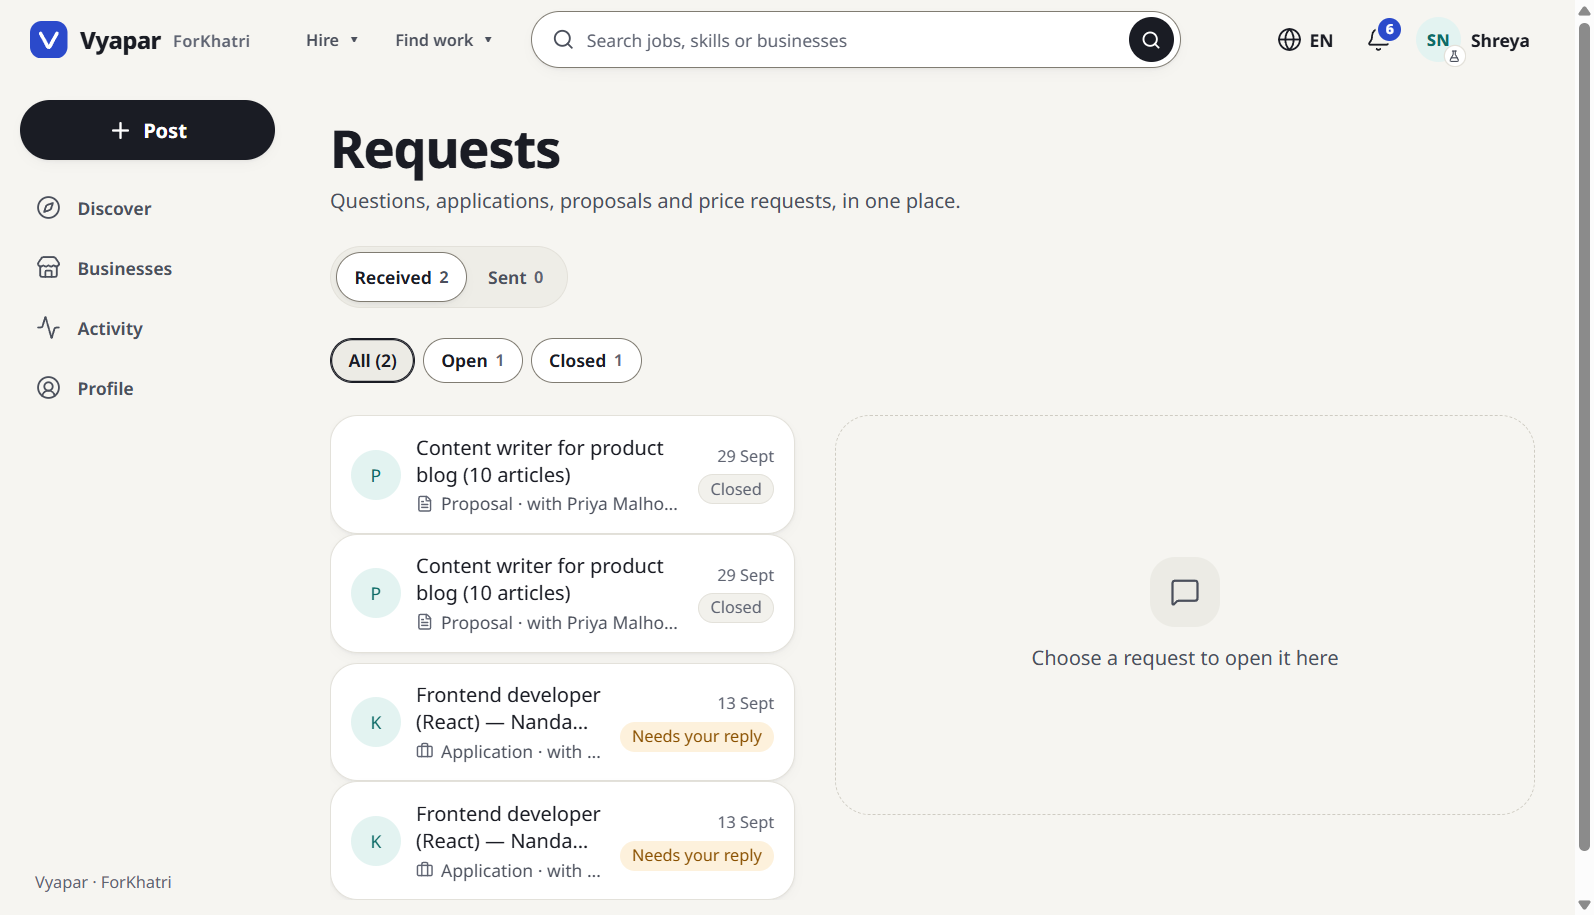 Vyapar ForKhatri
Hire
Find work
Search jobs, skills or businesses
EN
6
SN
Shreya
Post
Discover
Businesses
Activity
Profile
Vyapar · ForKhatri
Requests
Questions, applications, proposals and price requests, in one place.
Received 2
Sent 0
All (2)
Open 1
Closed 1
P
Content writer for product
blog (10 articles)
Proposal · with Priya Malho...
29 Sept
Closed
P
Content writer for product
blog (10 articles)
Proposal · with Priya Malho...
29 Sept
Closed
K
Frontend developer
(React) — Nanda...
Application · with ...
13 Sept
Needs your reply
K
Frontend developer
(React) — Nanda...
Application · with ...
13 Sept
Needs your reply
Choose a request to open it here